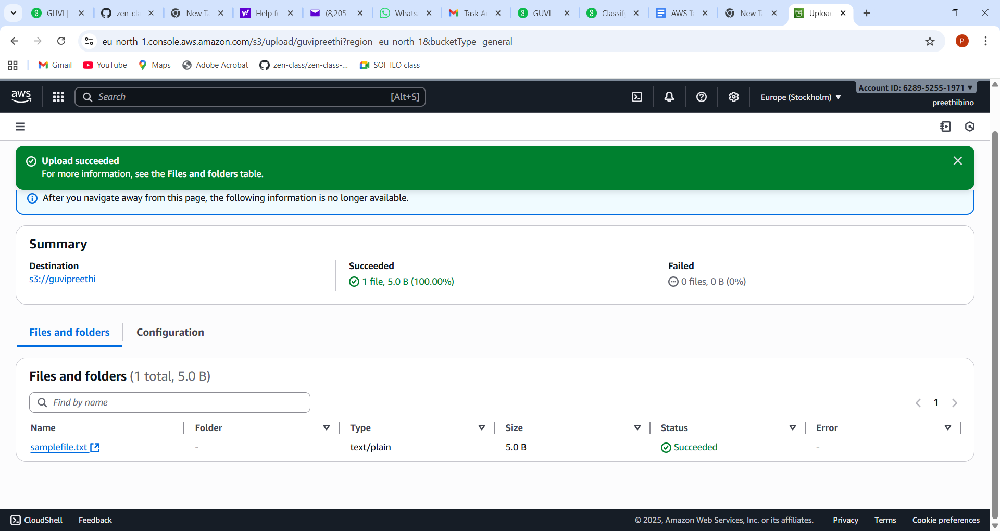 GUVI |
zen-cla
New Ta
Help fo
(8,205
Whats
Task A
GUVI
Classif
AWS Ta
New Ta
Upload
eu-north-1.console.aws.amazon.com/s3/upload/guvipreethi?region=eu-north-1&bucketType=general
P
Gmail
YouTube
Maps
Adobe Acrobat
zen-class/zen-class-...
SOF IEO class
aws
Search
[Alt+S]
Europe (Stockholm)
Account ID: 6289-5255-1971
preethibino
Upload succeeded
For more information, see the Files and folders table.
After you navigate away from this page, the following information is no longer available.
Summary
Destination
s3://guvipreethi
Succeeded
1 file, 5.0 B (100.00%)
Failed
0 files, 0 B (0%)
Files and folders
Configuration
Files and folders (1 total, 5.0 B)
Find by name
1
Name
Folder
Type
Size
Status
Error
samplefile.txt
-
text/plain
5.0 B
Succeeded
-
CloudShell
Feedback
© 2025, Amazon Web Services, Inc. or its affiliates.
Privacy
Terms
Cookie preferences